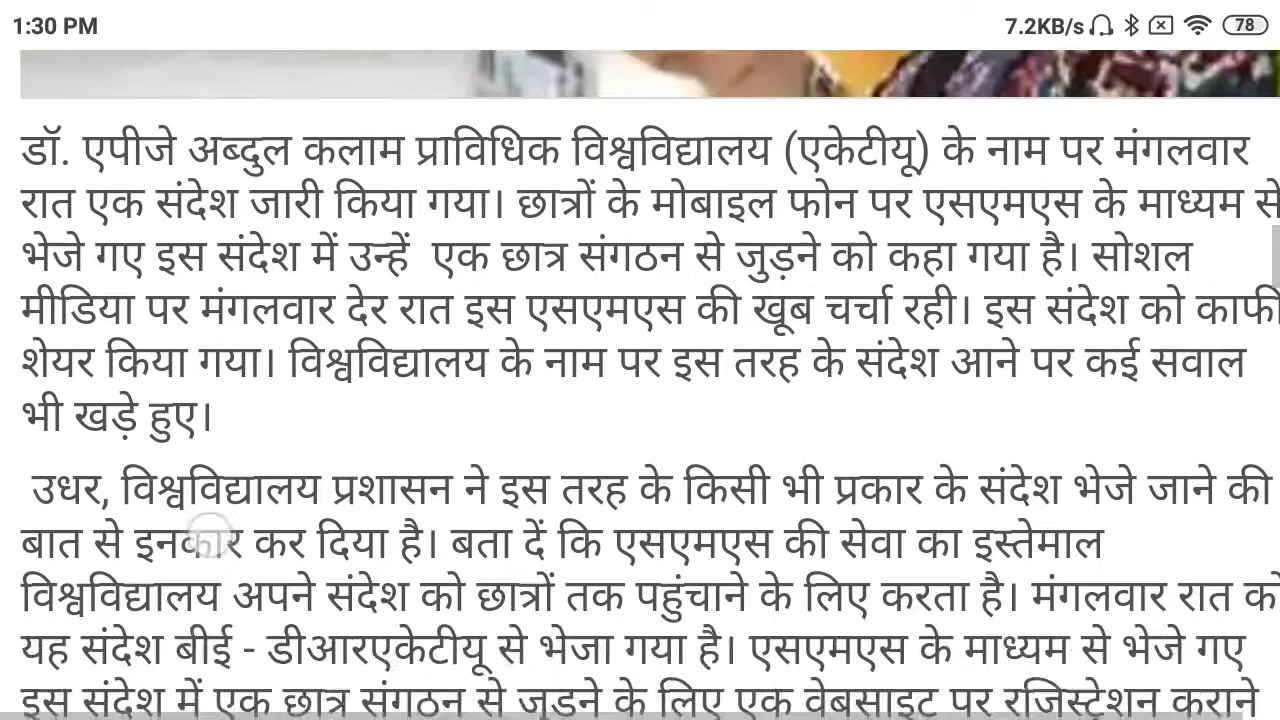 1:30 PM 7.2KB/s 78
डॉ. एपीजे अब्दुल कलाम प्राविधिक विश्वविद्यालय (एकेटीयू) के नाम पर मंगलवार
रात एक संदेश जारी किया गया। छात्रों के मोबाइल फोन पर एसएमएस के माध्यम से
भेजे गए इस संदेश में उन्हें एक छात्र संगठन से जुड़ने को कहा गया है। सोशल
मीडिया पर मंगलवार देर रात इस एसएमएस की खूब चर्चा रही। इस संदेश को काफी
शेयर किया गया। विश्वविद्यालय के नाम पर इस तरह के संदेश आने पर कई सवाल
भी खड़े हुए।
उधर, विश्वविद्यालय प्रशासन ने इस तरह के किसी भी प्रकार के संदेश भेजे जाने की
बात से इनकार कर दिया है। बता दें कि एसएमएस की सेवा का इस्तेमाल
विश्वविद्यालय अपने संदेश को छात्रों तक पहुंचाने के लिए करता है। मंगलवार रात को
यह संदेश बीई - डीआरएकेटीयू से भेजा गया है। एसएमएस के माध्यम से भेजे गए
इस संदेश में एक छात्र संगठन से जुड़ने के लिए एक वेबसाइट पर रजिस्ट्रेशन कराने